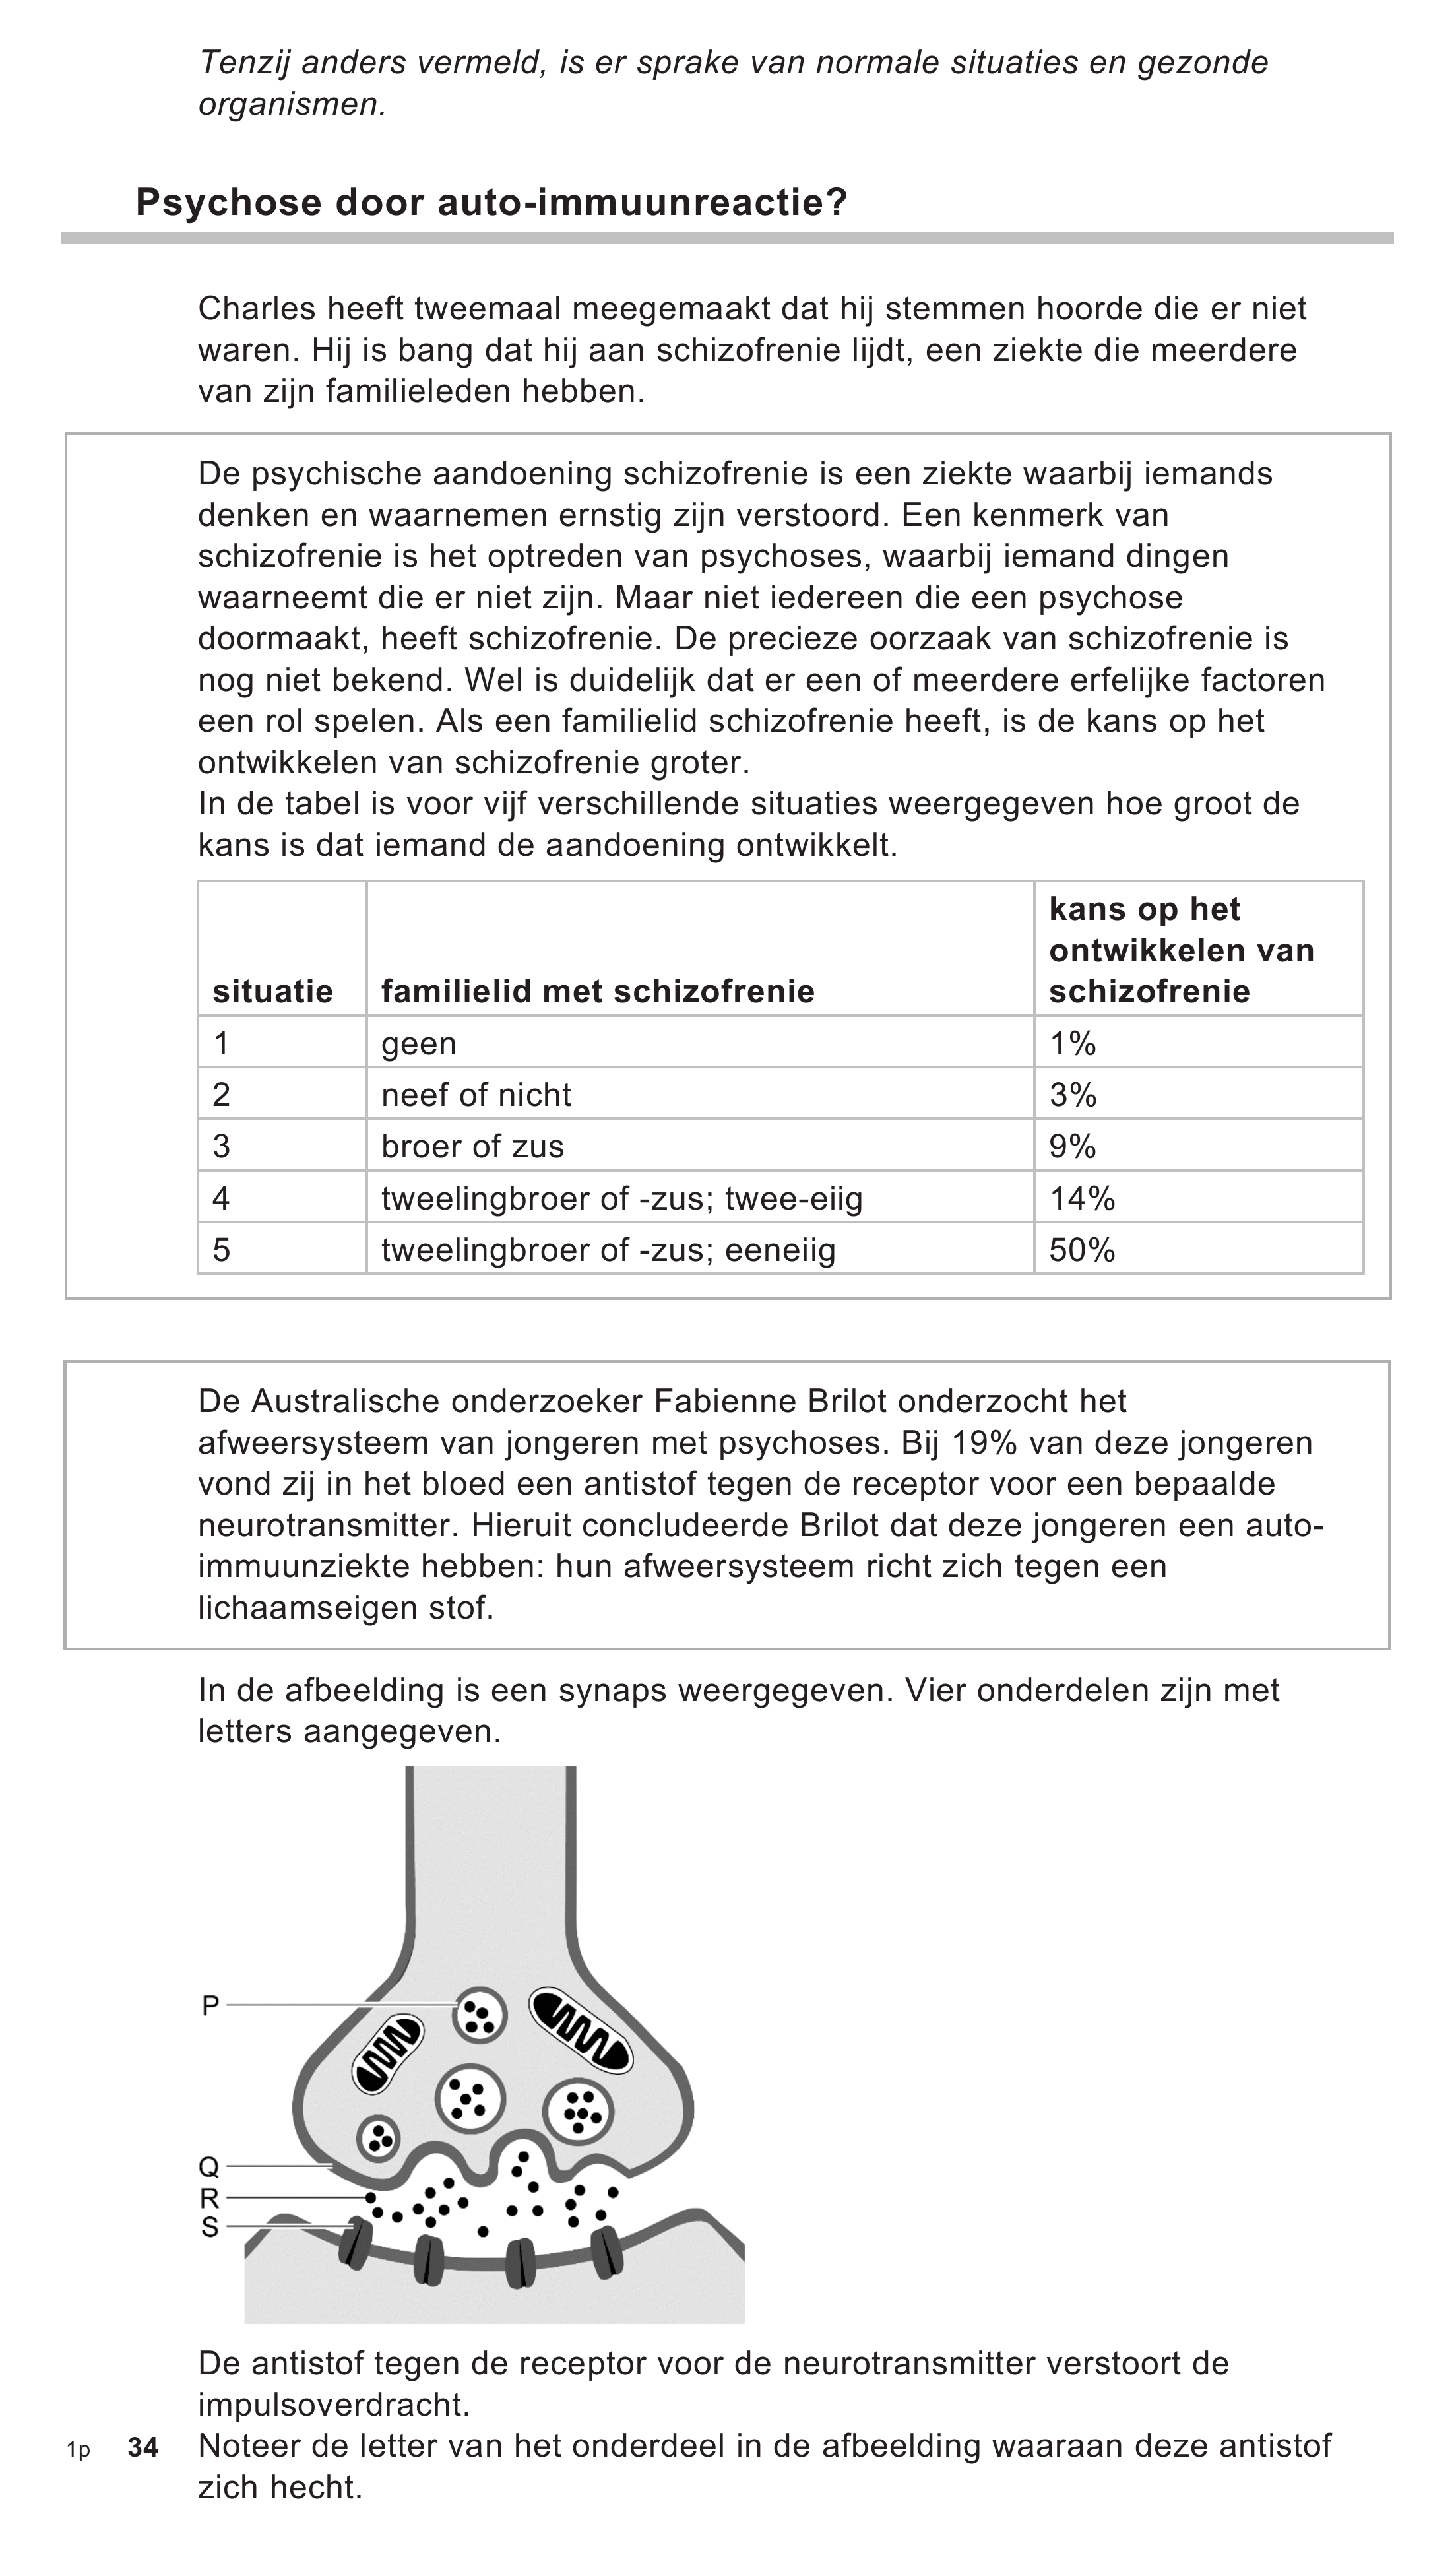 Tenzij anders vermeld, is er sprake van normale situaties en gezonde
organismen.
Psychose door auto-immuunreactie?
Charles heeft tweemaal meegemaakt dat hij stemmen hoorde die er niet
waren. Hij is bang dat hij aan schizofrenie lijdt, een ziekte die meerdere
van zijn familieleden hebben.
De psychische aandoening schizofrenie is een ziekte waarbij iemands
denken en waarnemen ernstig zijn verstoord. Een kenmerk van
schizofrenie is het optreden van psychoses, waarbij iemand dingen
waarneemt die er niet zijn. Maar niet iedereen die een psychose
doormaakt, heeft schizofrenie. De precieze oorzaak van schizofrenie is
nog niet bekend. Wel is duidelijk dat er een of meerdere erfelijke factoren
een rol spelen. Als een familielid schizofrenie heeft, is de kans op het
ontwikkelen van schizofrenie groter.
In de tabel is voor vijf verschillende situaties weergegeven hoe groot de
kans is dat iemand de aandoening ontwikkelt.
kans op het
ontwikkelen van
situatie familielid met schizofrenie schizofrenie
1 geen 1%
2 neef of nicht 3%
3 broer of zus 9%
4 tweelingbroer of -zus; twee-eiig 14%
5 tweelingbroer of -zus; eeneiig 50%
De Australische onderzoeker Fabienne Brilot onderzocht het
afweersysteem van jongeren met psychoses. Bij 19% van deze jongeren
vond zij in het bloed een antistof tegen de receptor voor een bepaalde
neurotransmitter. Hieruit concludeerde Brilot dat deze jongeren een auto-
immuunziekte hebben: hun afweersysteem richt zich tegen een
lichaamseigen stof.
In de afbeelding is een synaps weergegeven. Vier onderdelen zijn met
letters aangegeven.
P
Q
R
S
De antistof tegen de receptor voor de neurotransmitter verstoort de
impulsoverdracht.
1p 34 Noteer de letter van het onderdeel in de afbeelding waaraan deze antistof
zich hecht.